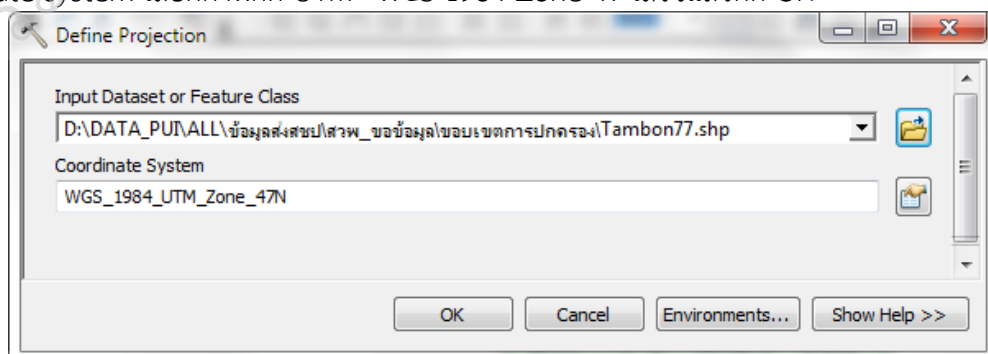 Define Projection
Input Dataset or Feature Class
D:\DATA_PUI\ALL\ข้อมูลส่งสชป\สวพ_ขอข้อมูล\ขอบเขตการปกครอง\Tambon77.shp
Coordinate System
WGS_1984_UTM_Zone_47N
OK Cancel Environments... Show Help >>